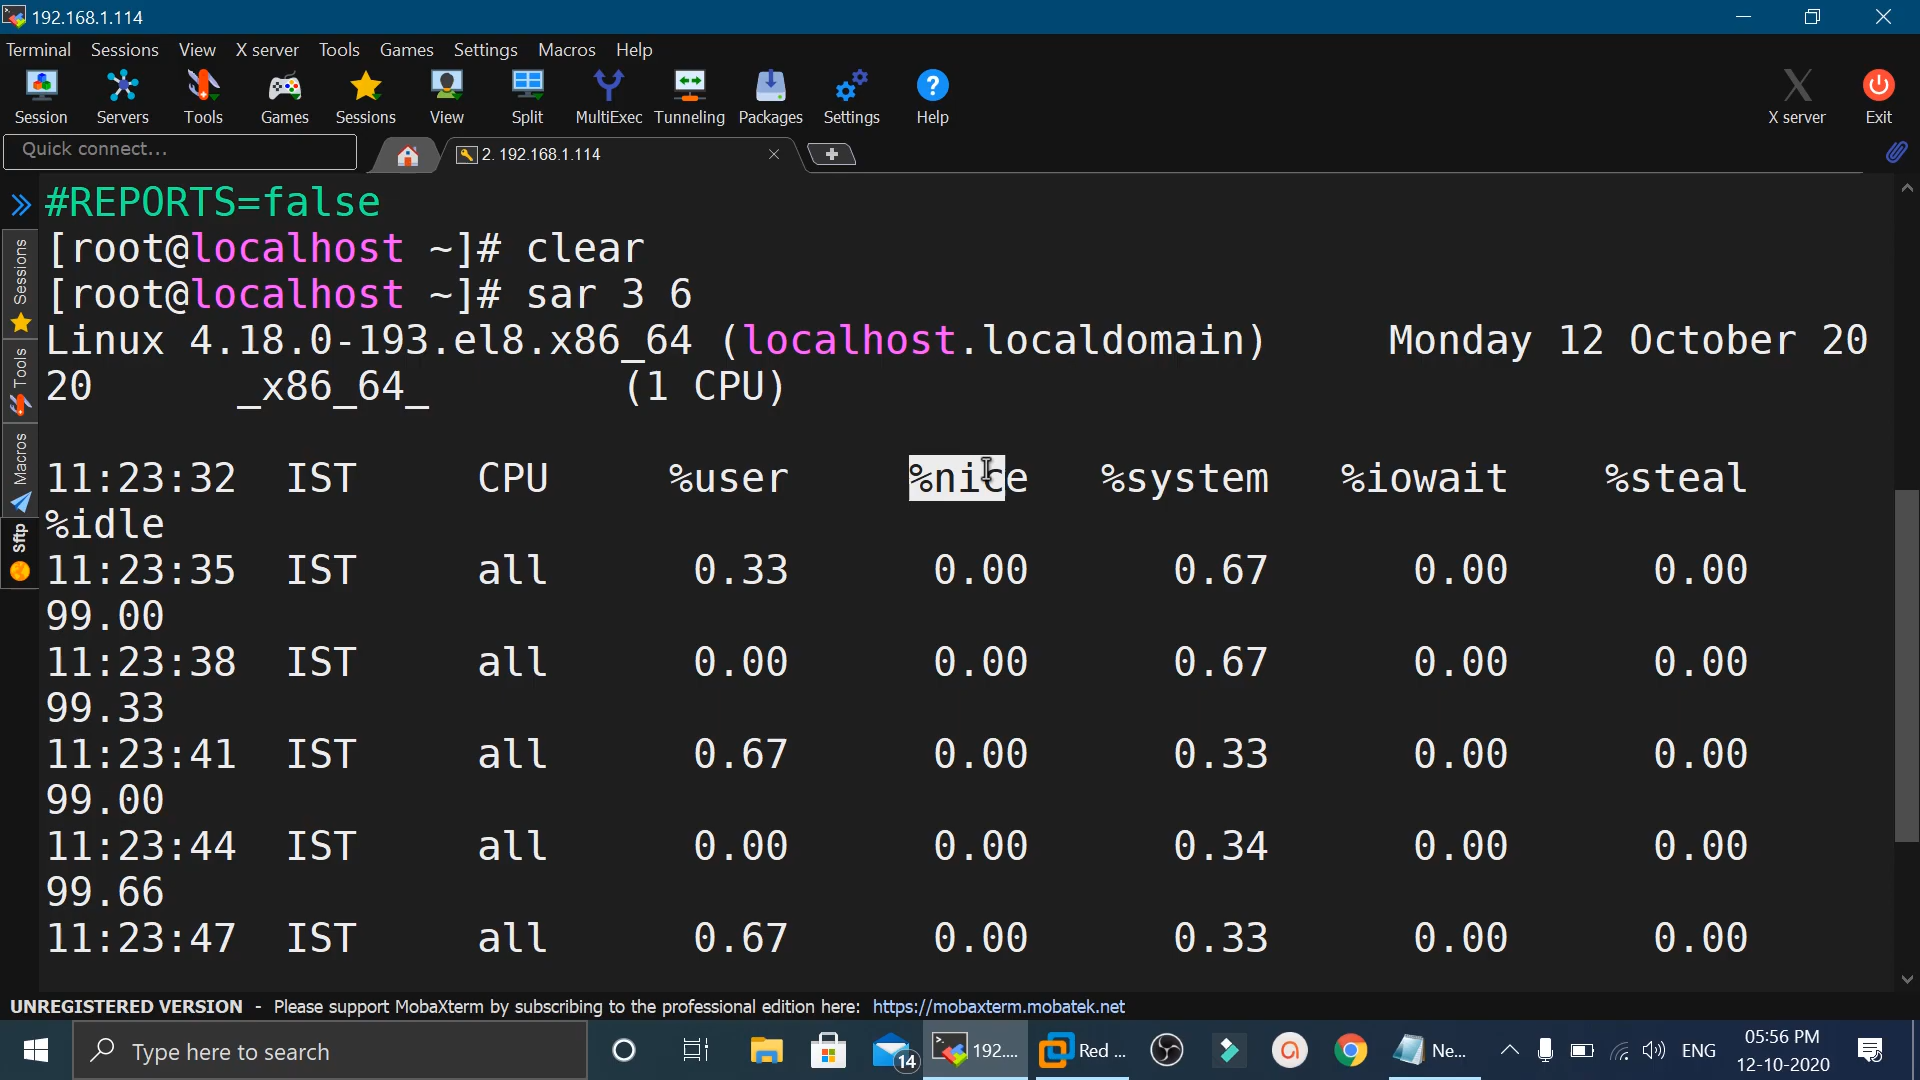 192.168.1.114
Terminal Sessions View X server Tools Games Settings Macros Help
Session Servers Tools Games Sessions View Split MultiExec Tunneling Packages Settings Help X server Exit
Quick connect... 2. 192.168.1.114
Sessions
Tools
Macros
Sftp
#REPORTS=false
[root@localhost ~]# clear
[root@localhost ~]# sar 3 6
Linux 4.18.0-193.el8.x86_64 (localhost.localdomain) Monday 12 October 20
20 _x86_64_ (1 CPU)
11:23:32 IST CPU %user %nice %system %iowait %steal
%idle
11:23:35 IST all 0.33 0.00 0.67 0.00 0.00
99.00
11:23:38 IST all 0.00 0.00 0.67 0.00 0.00
99.33
11:23:41 IST all 0.67 0.00 0.33 0.00 0.00
99.00
11:23:44 IST all 0.00 0.00 0.34 0.00 0.00
99.66
11:23:47 IST all 0.67 0.00 0.33 0.00 0.00
UNREGISTERED VERSION - Please support MobaXterm by subscribing to the professional edition here: https://mobaxterm.mobatek.net
Type here to search 14 192.... Red ... Ne... ENG 05:56 PM
12-10-2020